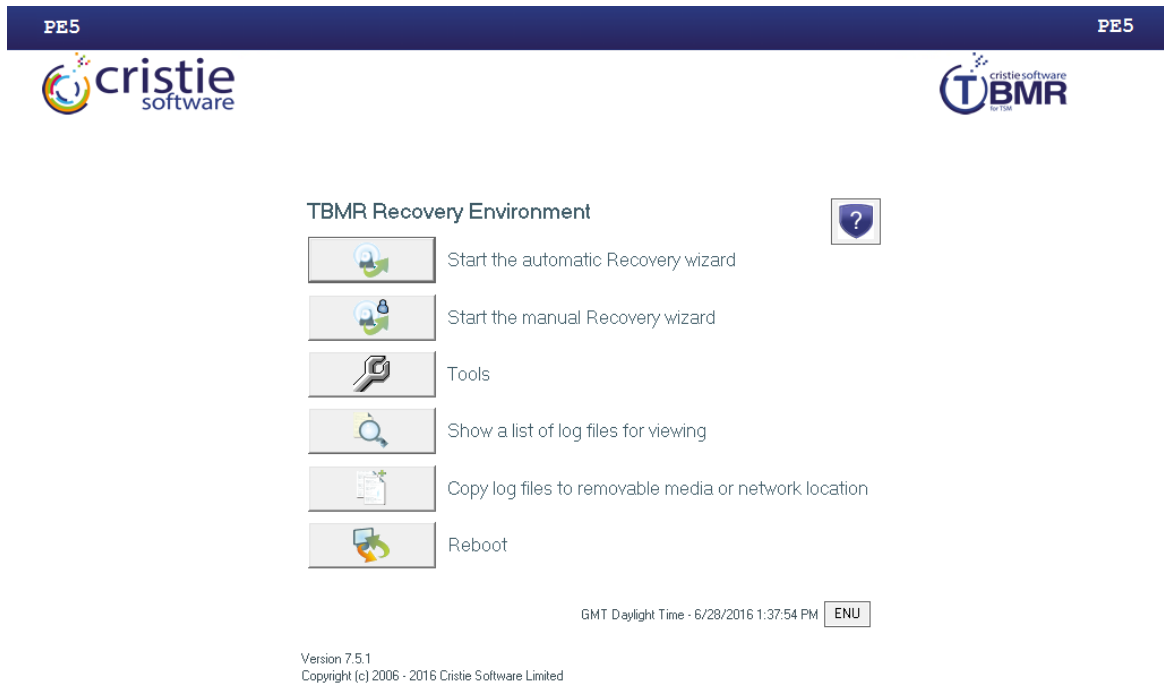 PE5 PE5
cristie
software
cristie software
TBMR
for TSM
TBMR Recovery Environment
?
Start the automatic Recovery wizard
Start the manual Recovery wizard
Tools
Show a list of log files for viewing
Copy log files to removable media or network location
Reboot
GMT Daylight Time - 6/28/2016 1:37:54 PM ENU
Version 7.5.1
Copyright (c) 2006 - 2016 Cristie Software Limited